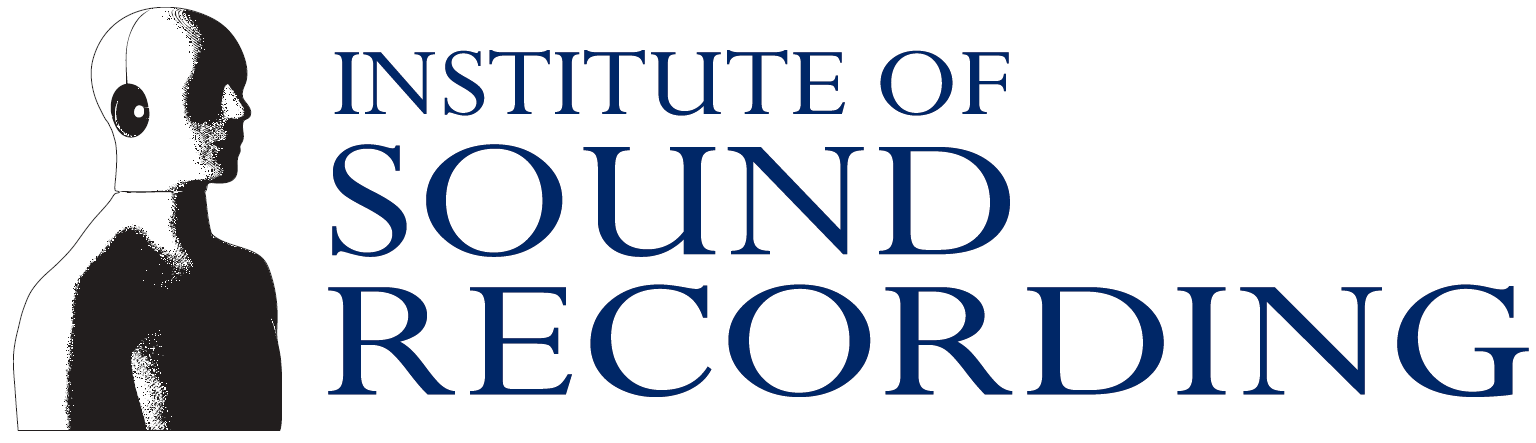 INSTITUTE OF
SOUND
RECORDING